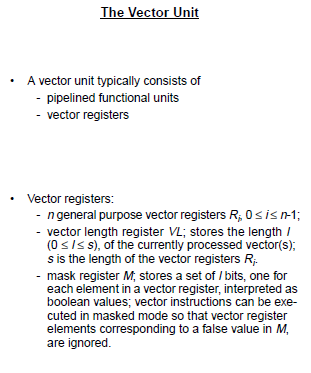 The Vector Unit
• A vector unit typically consists of
- pipelined functional units
- vector registers
• Vector registers:
- n general purpose vector registers Ri, 0 ≤ i ≤ n-1;
- vector length register VL; stores the length l
(0 ≤ l ≤ s), of the currently processed vector(s);
s is the length of the vector registers Ri.
- mask register M; stores a set of l bits, one for
each element in a vector register, interpreted as
boolean values; vector instructions can be exe-
cuted in masked mode so that vector register
elements corresponding to a false value in M,
are ignored.